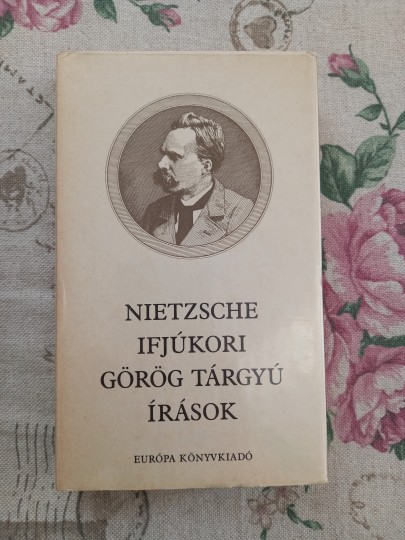 NIETZSCHE
IFJÚKORI
GÖRÖG TÁRGYÚ
ÍRÁSOK
EURÓPA KÖNYVKIADÓ